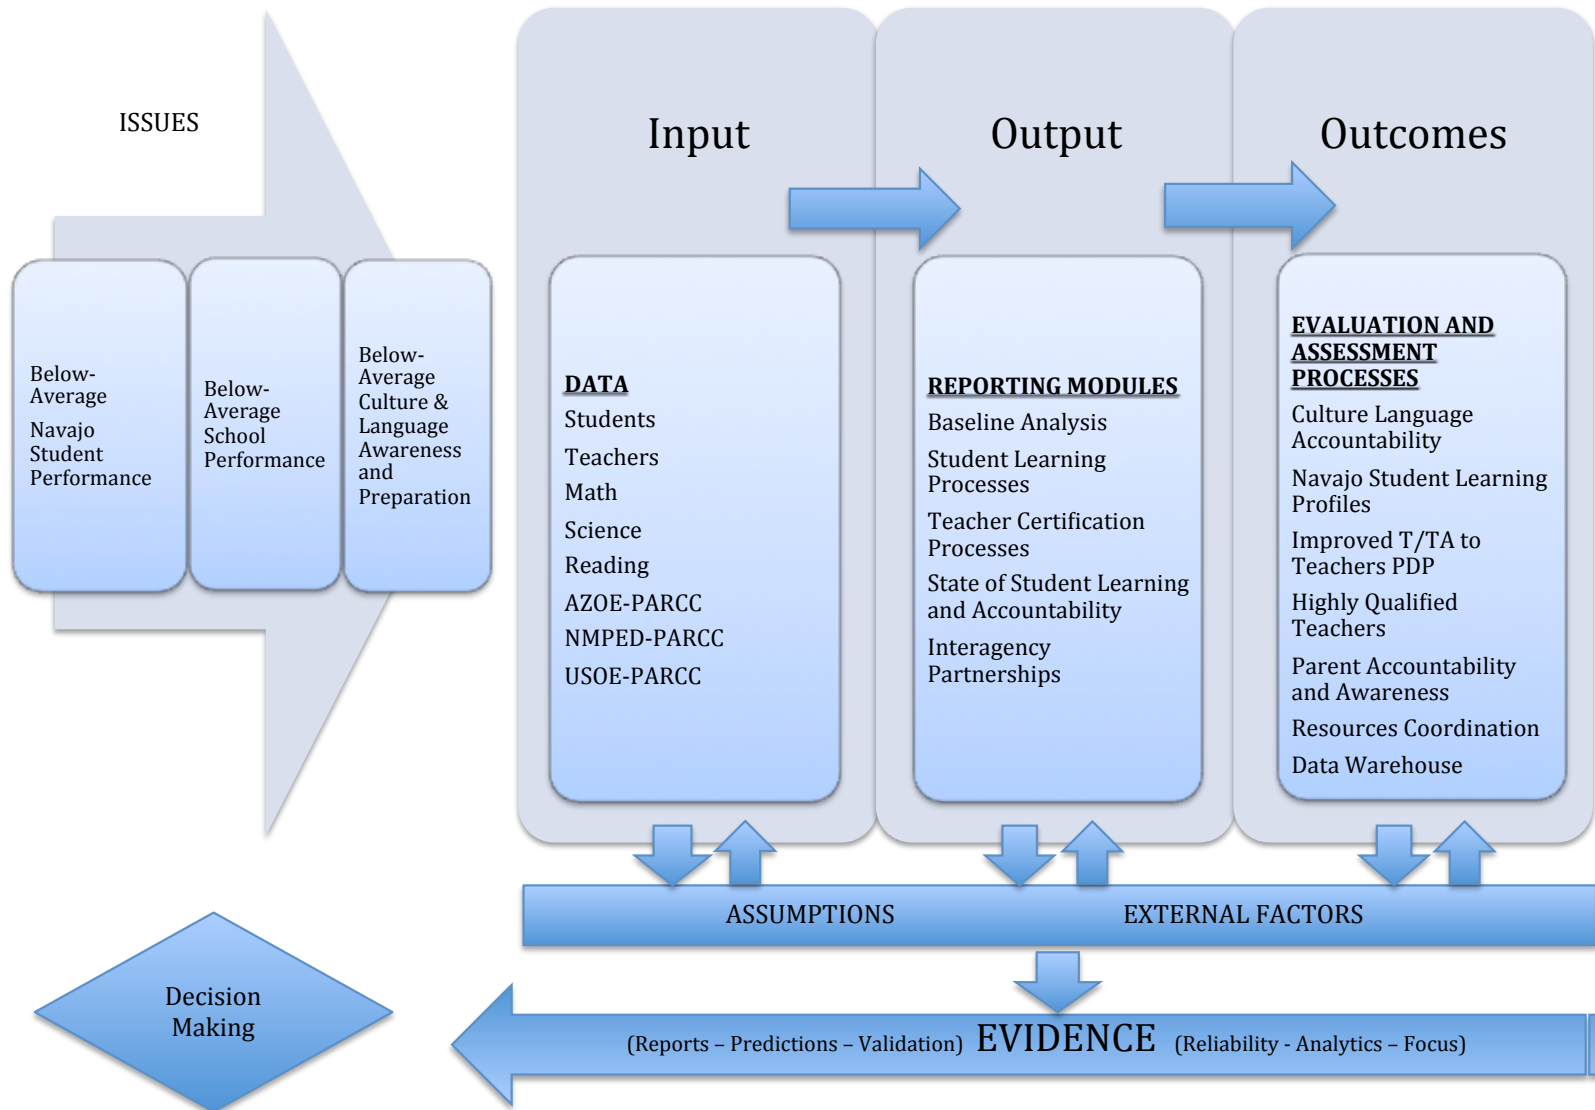 ISSUES
Below-
Average
Navajo
Student
Performance
Below-
Average
School
Performance
Below-
Average
Culture &
Language
Awareness
and
Preparation
Input
DATA
Students
Teachers
Math
Science
Reading
AZOE-PARCC
NMPED-PARCC
USOE-PARCC
Output
REPORTING MODULES
Baseline Analysis
Student Learning
Processes
Teacher Certification
Processes
State of Student Learning
and Accountability
Interagency
Partnerships
Outcomes
EVALUATION AND
ASSESSMENT
PROCESSES
Culture Language
Accountability
Navajo Student Learning
Profiles
Improved T/TA to
Teachers PDP
Highly Qualified
Teachers
Parent Accountability
and Awareness
Resources Coordination
Data Warehouse
ASSUMPTIONS EXTERNAL FACTORS
(Reports – Predictions – Validation) EVIDENCE (Reliability - Analytics – Focus)
Decision
Making